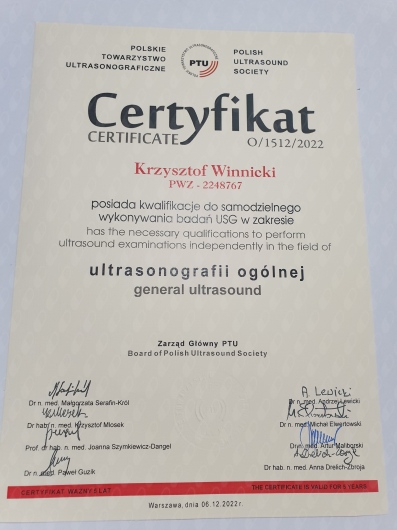 POLSKIE
TOWARZYSTWO
ULTRASONOGRAFICZNE
PTU
POLISH
ULTRASOUND
SOCIETY
Certyfikat
CERTIFICATE
O/1512/2022
Krzysztof Winnicki
PWZ - 2248767
posiada kwalifikacje do samodzielnego
wykonywania badań USG w zakresie
has the necessary qualifications to perform
ultrasound examinations independently in the field of
ultrasonografii ogólnej
general ultrasound
Zarząd Główny PTU
Board of Polish Ultrasound Society
Dr n. med. Małgorzata Serafin-Król
Dr hab. n. med. Krzysztof Mlosek
Prof. dr hab. n. med. Joanna Szymkiewicz-Dangel
Dr n. med. Paweł Guzik
A. Lewicki
Dr n. med. Andrzej Lewicki
Dr n. med. Michał Elwertowski
Dr n. med. Artur Maliborski
Drelich-Zbroja
Dr hab. n. med. Anna Drelich-Zbroja
CERTYFIKAT WAŻNY 5 LAT
THE CERTIFICATE IS VALID FOR 5 YEARS
Warszawa, dnia 06.12.2022 r.